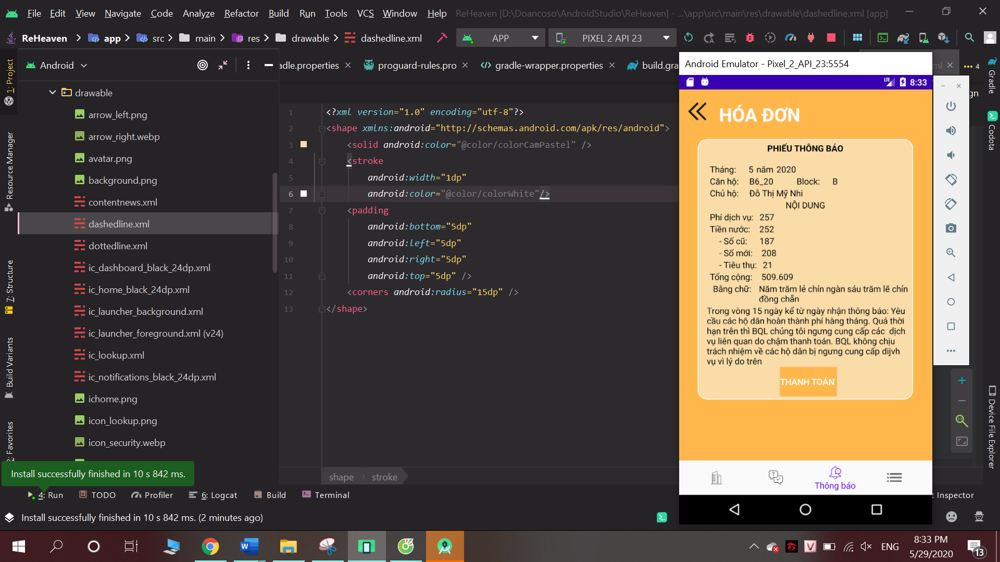 File Edit View Navigate Code Analyze Refactor Build Run Tools VCS Window Help ReHeaven [D:\Doancoso\AndroidStudio\ReHeaven] - ...\app\src\main\res\drawable\dashedline.xml [app]
ReHeaven app src main res drawable dashedline.xml APP PIXEL 2 API 23
Android
adle.properties proguard-rules.pro gradle-wrapper.properties build.gra ml 4
1: Project
Resource Manager
7: Structure
Build Variants
2: Favorites
drawable
arrow_left.png
arrow_right.webp
avatar.png
background.png
contentnews.xml
dashedline.xml
dottedline.xml
ic_dashboard_black_24dp.xml
ic_home_black_24dp.xml
ic_launcher_background.xml
ic_launcher_foreground.xml (v24)
ic_lookup.xml
ic_notifications_black_24dp.xml
ichome.png
icon_lookup.png
icon_security.webp
1 <?xml version="1.0" encoding="utf-8"?>
2 <shape xmlns:android="http://schemas.android.com/apk/res/android">
3 <solid android:color="@color/colorCamPastel" />
4 <stroke
5 android:width="1dp"
6 android:color="@color/colorWhite"/>
7 <padding
8 android:bottom="5dp"
9 android:left="5dp"
10 android:right="5dp"
11 android:top="5dp" />
12 <corners android:radius="15dp" />
13 </shape>
shape stroke
Android Emulator - Pixel_2_API_23:5554
LTE 8:33
HÓA ĐƠN
PHIẾU THÔNG BÁO
Tháng: 5 năm 2020
Căn hộ: B6_20 Block: B
Chủ hộ: Đỗ Thị Mỹ Nhi
NỘI DUNG
Phí dịch vụ: 257
Tiền nước: 252
- Số cũ: 187
- Số mới: 208
- Tiêu thụ: 21
Tổng cộng: 509.609
Bằng chữ: Năm trăm lẻ chín ngàn sáu trăm lẽ chín
đồng chẵn
Trong vòng 15 ngày kể từ ngày nhận thông báo: Yêu
cầu các hộ dân hoàn thành phí hàng tháng. Quá thời
hạn trên thì BQL chúng tôi ngưng cung cấp các dịch
vụ liên quan do chậm thanh toán. BQL không chịu
trách nhiệm về các hộ dân bị ngưng cung cấp dijvh
vụ vì lý do trên
THANH TOÁN
Thông báo
gn
Gradle
Codota
1:1
Device File Explorer
Install successfully finished in 10 s 842 ms.
4: Run TODO Profiler 6: Logcat Build Terminal t Inspector
Install successfully finished in 10 s 842 ms. (2 minutes ago)
W V ENG 8:33 PM
5/29/2020 13